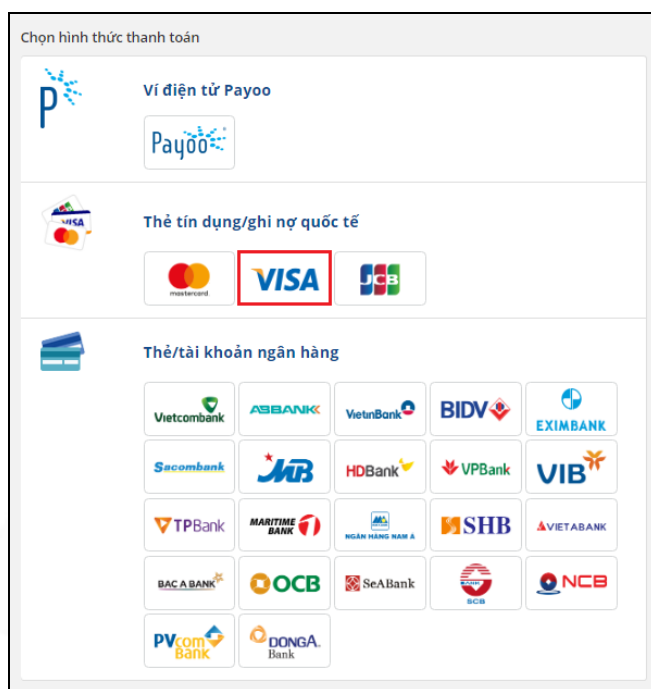 Chọn hình thức thanh toán
Ví điện tử Payoo
Payoo
Thẻ tín dụng/ghi nợ quốc tế
VISA
mastercard
VISA
JCB
Thẻ/tài khoản ngân hàng
Vietcombank
ABBANK
VietinBank
BIDV
EXIMBANK
Sacombank
MB
HDBank
VPBank
VIB
TPBank
MARITIME BANK
NGÂN HÀNG NAM Á
SHB
VIETABANK
BAC A BANK
OCB
SeABank
SCB
NCB
PVcomBank
DONGA Bank